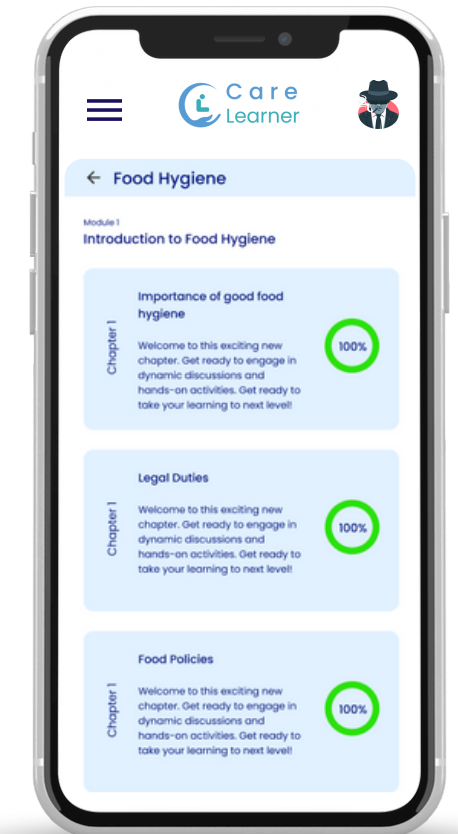 Care
Learner
Food Hygiene
Module 1
Introduction to Food Hygiene
Chapter 1
Importance of good food
hygiene
Welcome to this exciting new
chapter. Get ready to engage in
dynamic discussions and
hands-on activities. Get ready to
take your learning to next level!
100%
Chapter 1
Legal Duties
Welcome to this exciting new
chapter. Get ready to engage in
dynamic discussions and
hands-on activities. Get ready to
take your learning to next level!
100%
Chapter 1
Food Policies
Welcome to this exciting new
chapter. Get ready to engage in
dynamic discussions and
hands-on activities. Get ready to
take your learning to next level!
100%